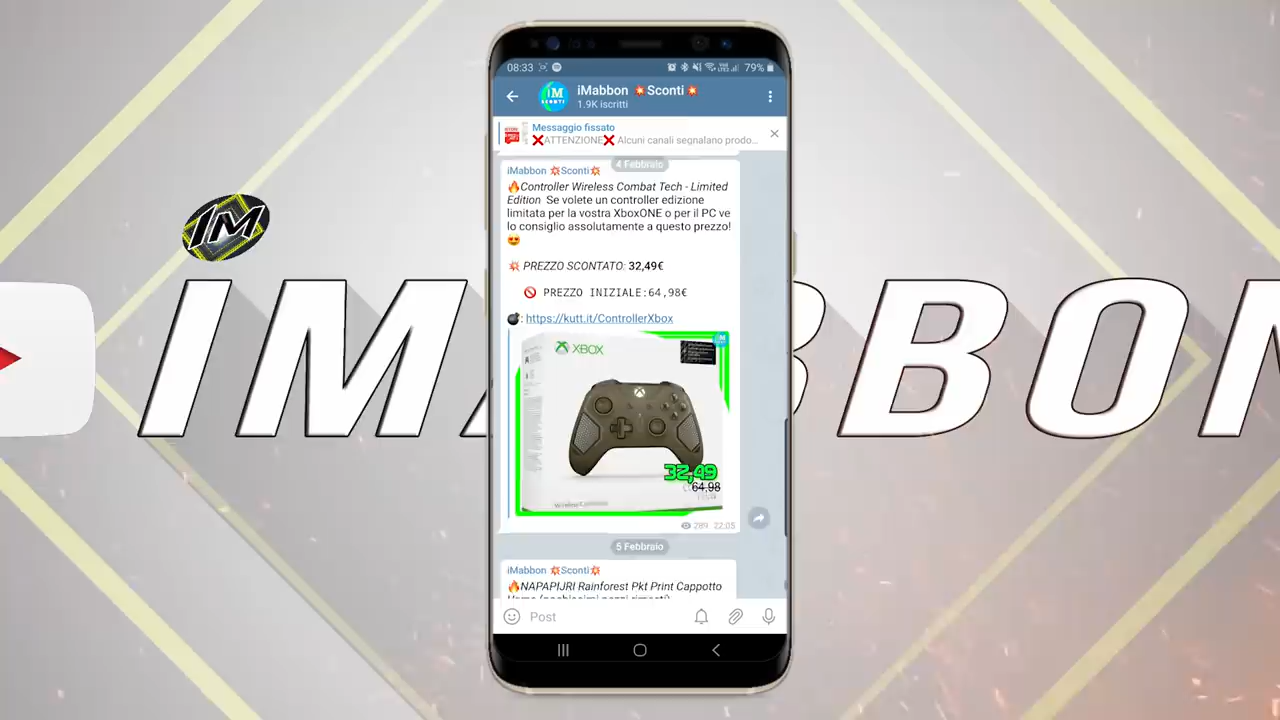 08:33
79%
iMabbon 💥Sconti💥
1.9K iscritti
Messaggio fissato
❌ATTENZIONE❌ Alcuni canali segnalano prodo...
4 Febbraio
iMabbon 💥Sconti💥
🔥Controller Wireless Combat Tech - Limited
Edition Se volete un controller edizione
limitata per la vostra XboxONE o per il PC ve
lo consiglio assolutamente a questo prezzo!
😍
💥 PREZZO SCONTATO: 32,49€
🚫 PREZZO INIZIALE:64,98€
💣: https://kutt.it/ControllerXbox
XBOX
32,49
64,98
289 22:05
5 Febbraio
iMabbon 💥Sconti💥
🔥NAPAPIJRI Rainforest Pkt Print Cappotto
Post
IM
IM
SCONTI